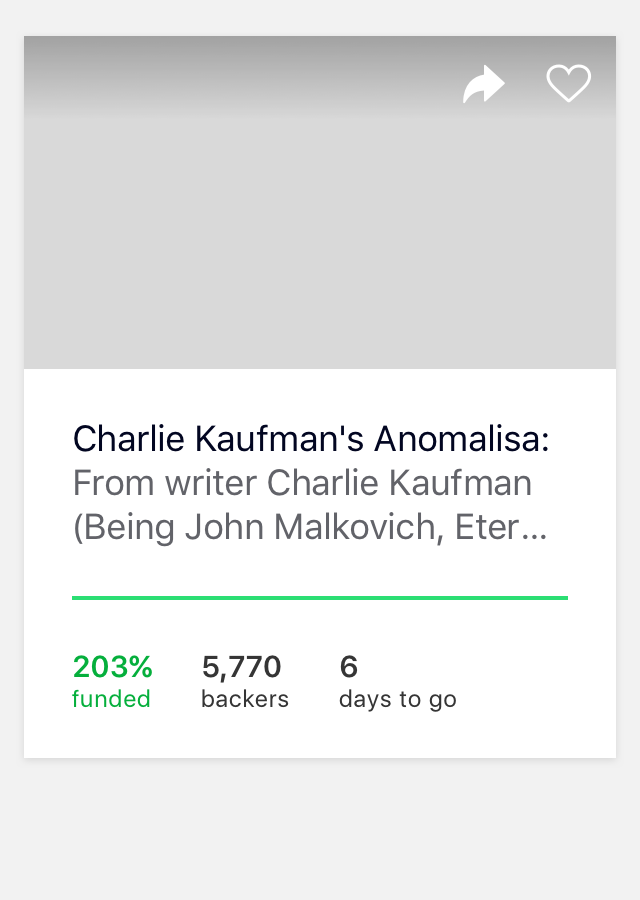 Charlie Kaufman's Anomalisa:
From writer Charlie Kaufman
(Being John Malkovich, Eter...
203% 5,770 6
funded backers days to go